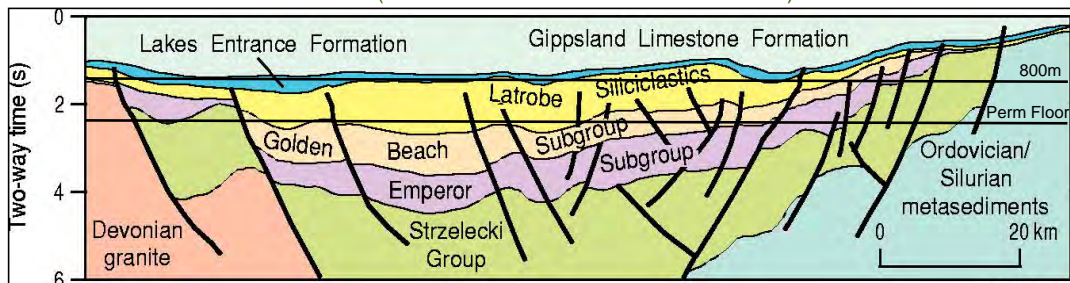 0
Lakes Entrance Formation
Gippsland Limestone Formation
800m
Siliciclastics
Latrobe
2
Perm Floor
Golden
Beach
Subgroup
Subgroup
Emperor
4
Ordovician/
Silurian
metasediments
Devonian
granite
Strzelecki
Group
0
20 km
6
Two-way time (s)